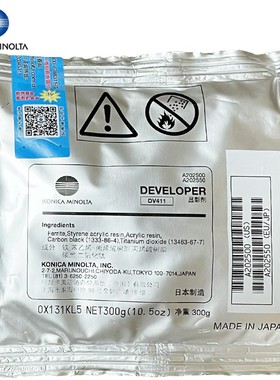 KONICA MINOLTA
KONICA MINOLTA
DEVELOPER
DV411
显影剂
A202500
A202550
Ingredients
Ferrite,Styrene acrylic resin,Acrylic resin,
Carbon black (1333-86-4),Titanium dioxide (13463-67-7)
KONICA MINOLTA, INC.
2-7-2,MARUNOUCHI,CHIYODA-KU,TOKYO 100-7014,JAPAN
日本制造
0X131KL5 NET300g(10.5oz) 净重 300g
A202500 (US)
A202550 (EU/JP)
MADE IN JAPA